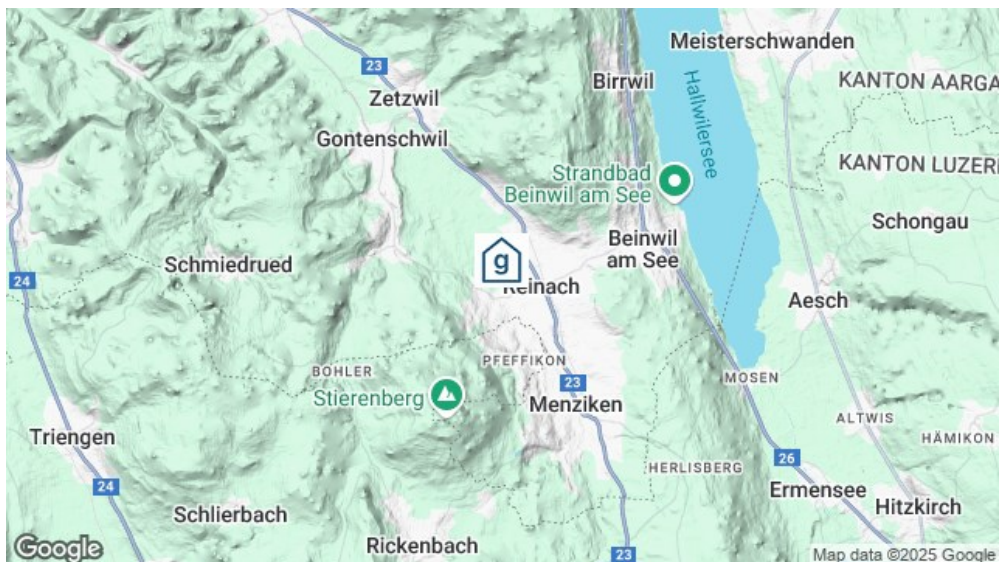 Meisterschwanden
23
Birrwil
KANTON AARGA
Zetzwil
Hallwilersee
Gontenschwil
KANTON LUZERN
Strandbad
Beinwil am See
Schongau
Beinwil
am See
Schmiedrued
24
g
Reinach
Aesch
PFEFFIKON
BÖHLER
MOSEN
23
Stierenberg
Menziken
ALTWIS
Triengen
HÄMIKON
26
HERLISBERG
24
Ermensee
Hitzkirch
Schlierbach
Rickenbach
23
Google
Map data ©2025 Google